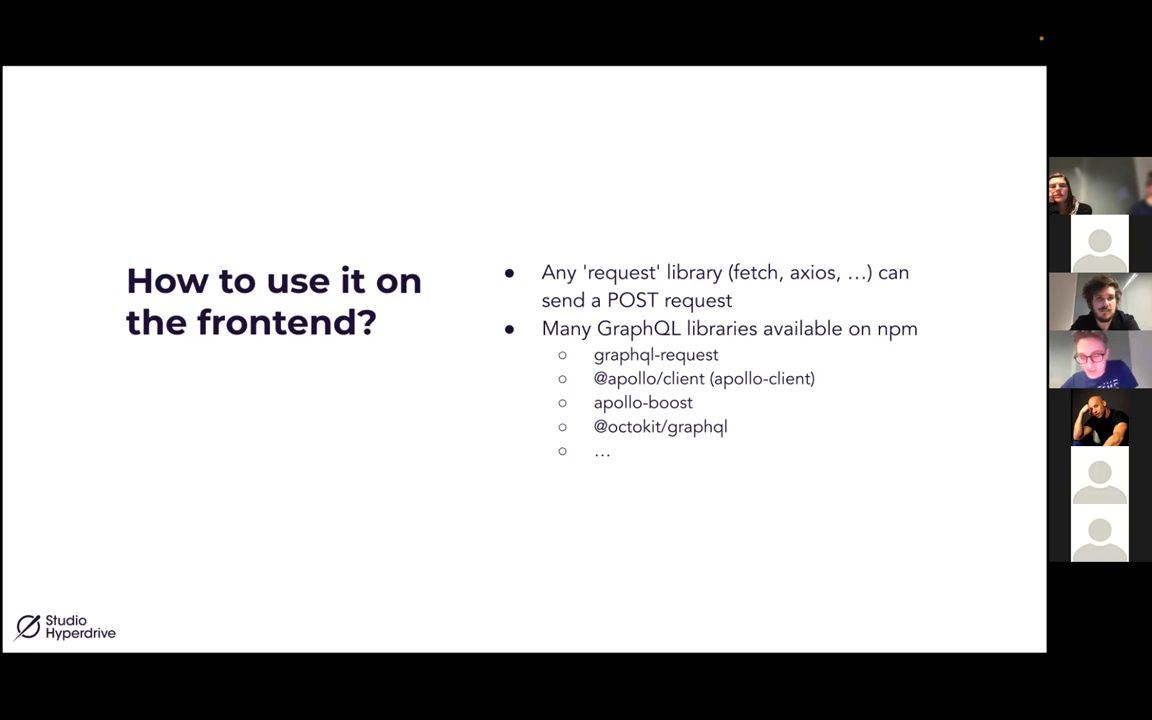 How to use it on
the frontend?
● Any 'request' library (fetch, axios, …) can
send a POST request
● Many GraphQL libraries available on npm
○ graphql-request
○ @apollo/client (apollo-client)
○ apollo-boost
○ @octokit/graphql
○ …
Studio
Hyperdrive